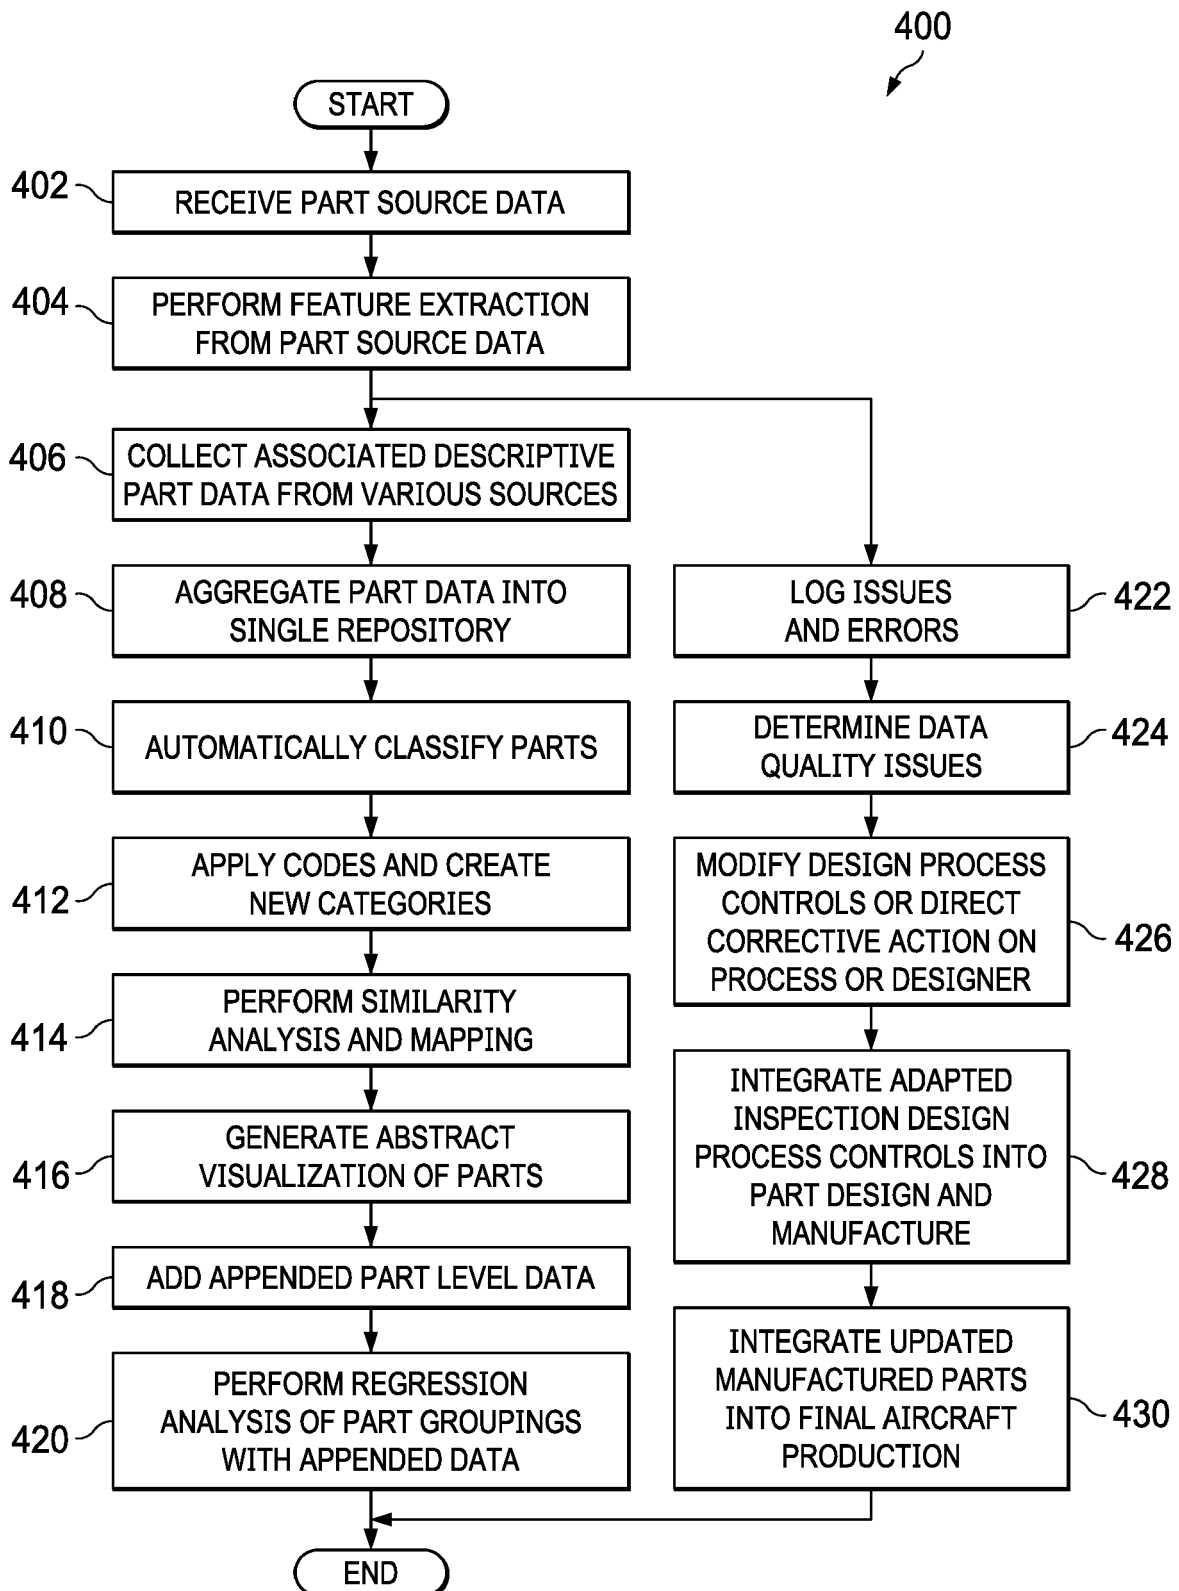 400
START
402
RECEIVE PART SOURCE DATA
404
PERFORM FEATURE EXTRACTION
FROM PART SOURCE DATA
406
COLLECT ASSOCIATED DESCRIPTIVE
PART DATA FROM VARIOUS SOURCES
408
AGGREGATE PART DATA INTO
SINGLE REPOSITORY
410
AUTOMATICALLY CLASSIFY PARTS
412
APPLY CODES AND CREATE
NEW CATEGORIES
414
PERFORM SIMILARITY
ANALYSIS AND MAPPING
416
GENERATE ABSTRACT
VISUALIZATION OF PARTS
418
ADD APPENDED PART LEVEL DATA
420
PERFORM REGRESSION
ANALYSIS OF PART GROUPINGS
WITH APPENDED DATA
LOG ISSUES
AND ERRORS
422
DETERMINE DATA
QUALITY ISSUES
424
MODIFY DESIGN PROCESS
CONTROLS OR DIRECT
CORRECTIVE ACTION ON
PROCESS OR DESIGNER
426
INTEGRATE ADAPTED
INSPECTION DESIGN
PROCESS CONTROLS INTO
PART DESIGN AND
MANUFACTURE
428
INTEGRATE UPDATED
MANUFACTURED PARTS
INTO FINAL AIRCRAFT
PRODUCTION
430
END